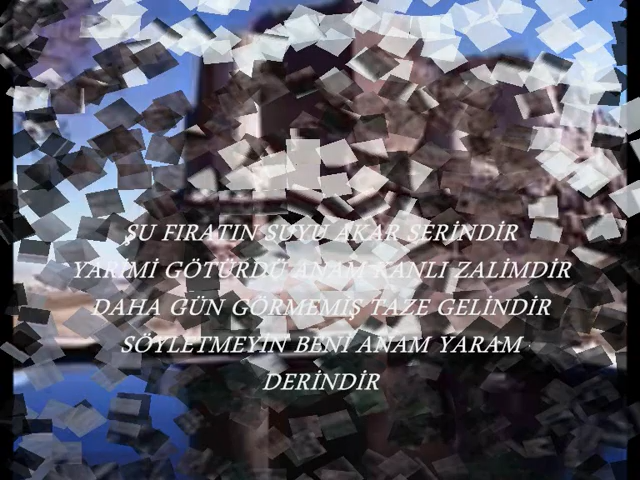 ŞU FIRATIN SUYU AKAR SERİNDİR
YARİMİ GÖTÜRDÜ ANAM KANLI ZALİMDİR
DAHA GÜN GÖRMEMİŞ TAZE GELİNDİR
SÖYLETMEYİN BENİ ANAM YARAM
DERİNDİR